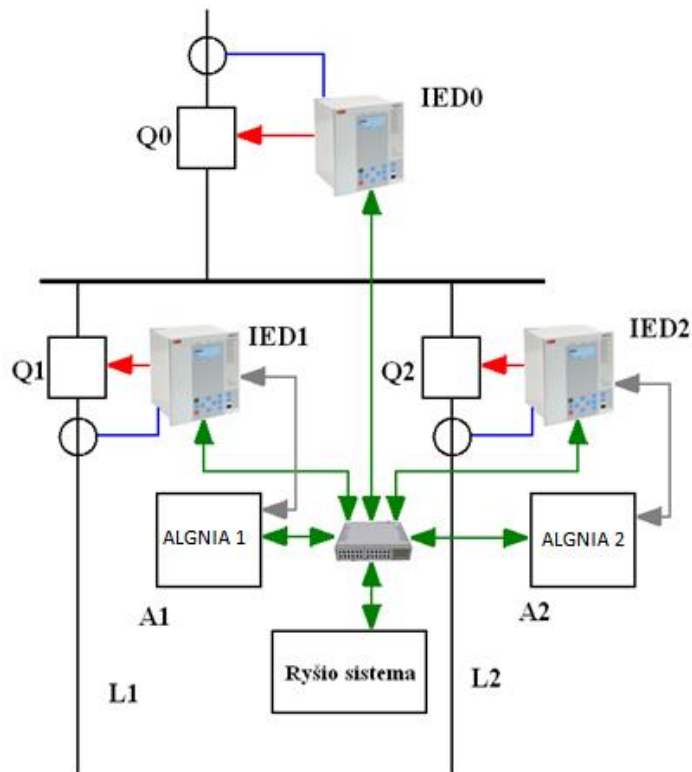 IED0
Q0
IED1
IED2
Q1
Q2
ALGNIA 1
ALGNIA 2
A1
A2
Ryšio sistema
L1
L2